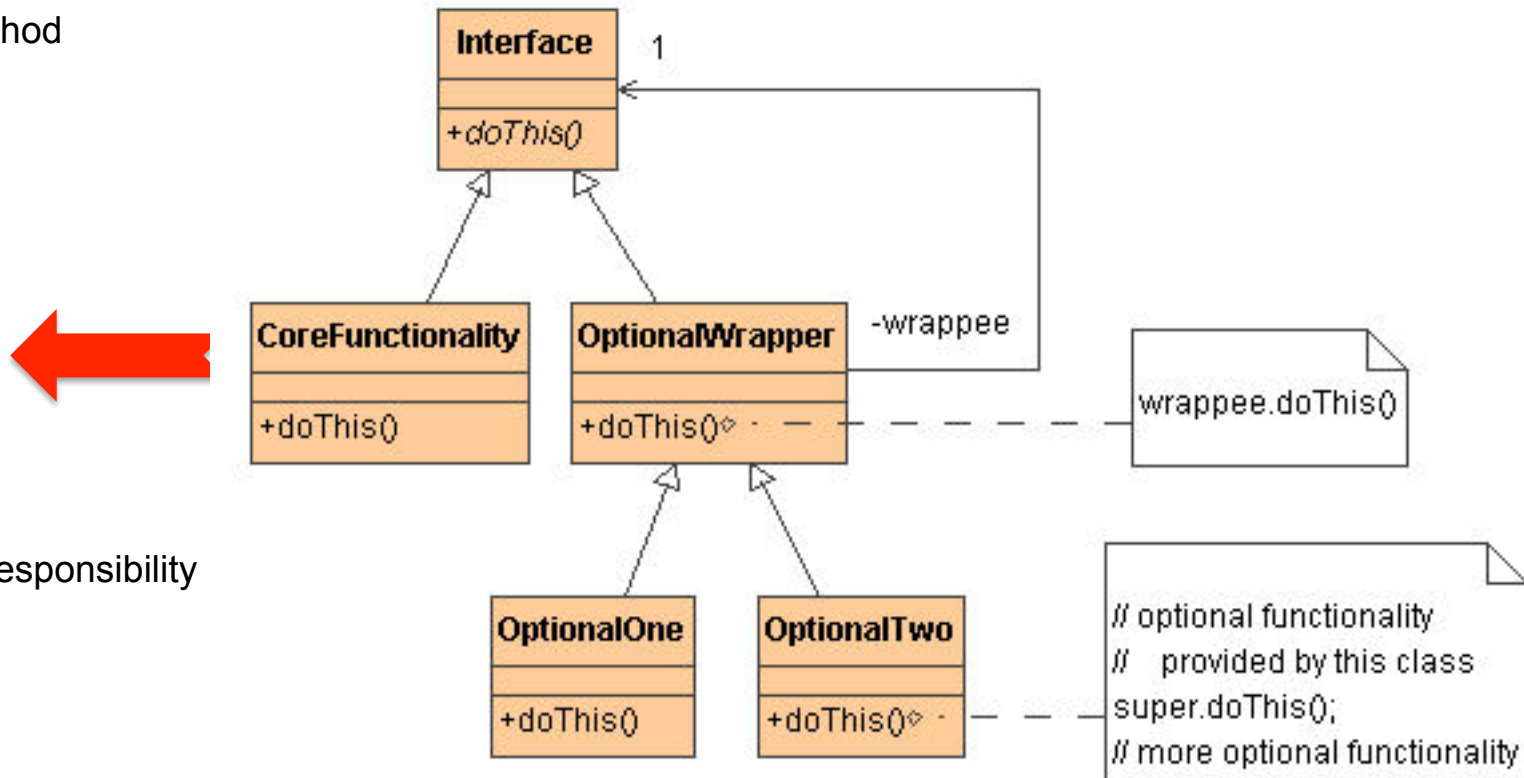 hod
Interface
1
+doThis()
CoreFunctionality
+doThis()
OptionalWrapper
-wrappee
+doThis()
wrappee.doThis()
esponsibility
OptionalOne
+doThis()
OptionalTwo
+doThis()
// optional functionality
// provided by this class
super.doThis();
// more optional functionality